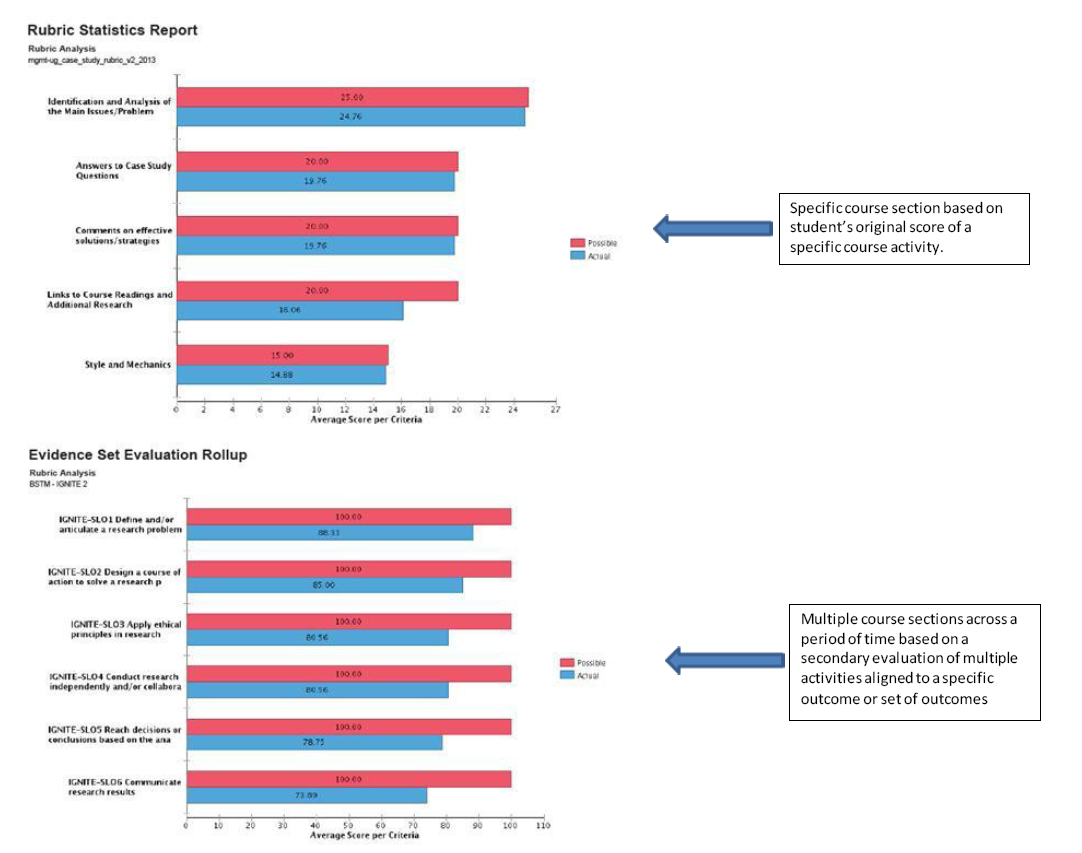 Rubric Statistics Report
Rubric Analysis
mgmt-ug_case_study_rubric_v2_2013
Identification and Analysis of
the Main Issues/Problem
25.00
24.76
Answers to Case Study
Questions
20.00
19.76
Comments on effective
solutions/strategies
20.00
19.76
Links to Course Readings and
Additional Research
20.00
16.06
Style and Mechanics
15.00
14.88
0 2 4 6 8 10 12 14 16 18 20 22 24 27
Average Score per Criteria
Possible
Actual
Specific course section based on
student’s original score of a
specific course activity.
Evidence Set Evaluation Rollup
Rubric Analysis
BSTM - IGNITE 2
IGNITE-SLO1 Define and/or
articulate a research problem
100.00
88.33
IGNITE-SLO2 Design a course of
action to solve a research p
100.00
85.00
IGNITE-SLO3 Apply ethical
principles in research
100.00
80.56
IGNITE-SLO4 Conduct research
independently and/or collabora
100.00
80.56
IGNITE-SLO5 Reach decisions or
conclusions based on the ana
100.00
78.75
IGNITE-SLO6 Communicate
research results
100.00
73.89
0 10 20 30 40 50 60 70 80 90 100 110
Average Score per Criteria
Possible
Actual
Multiple course sections across a
period of time based on a
secondary evaluation of multiple
activities aligned to a specific
outcome or set of outcomes